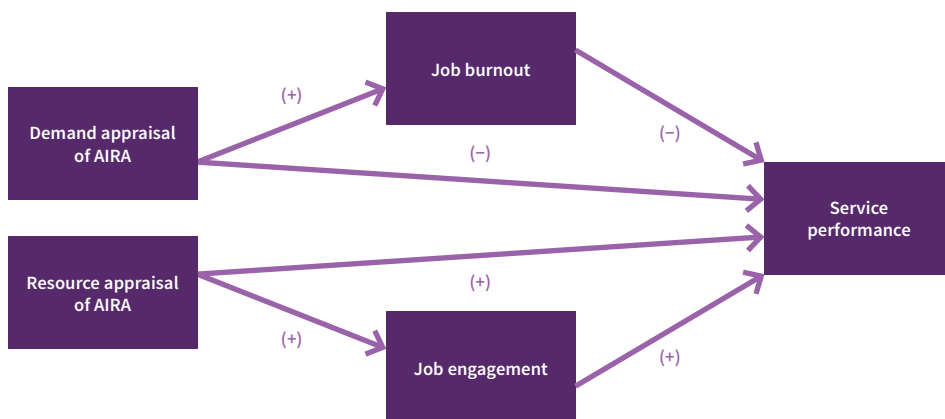 Job burnout
(+)
Demand appraisal
of AIRA
(−)
(−)
Service
performance
Resource appraisal
of AIRA
(+)
(+)
(+)
Job engagement